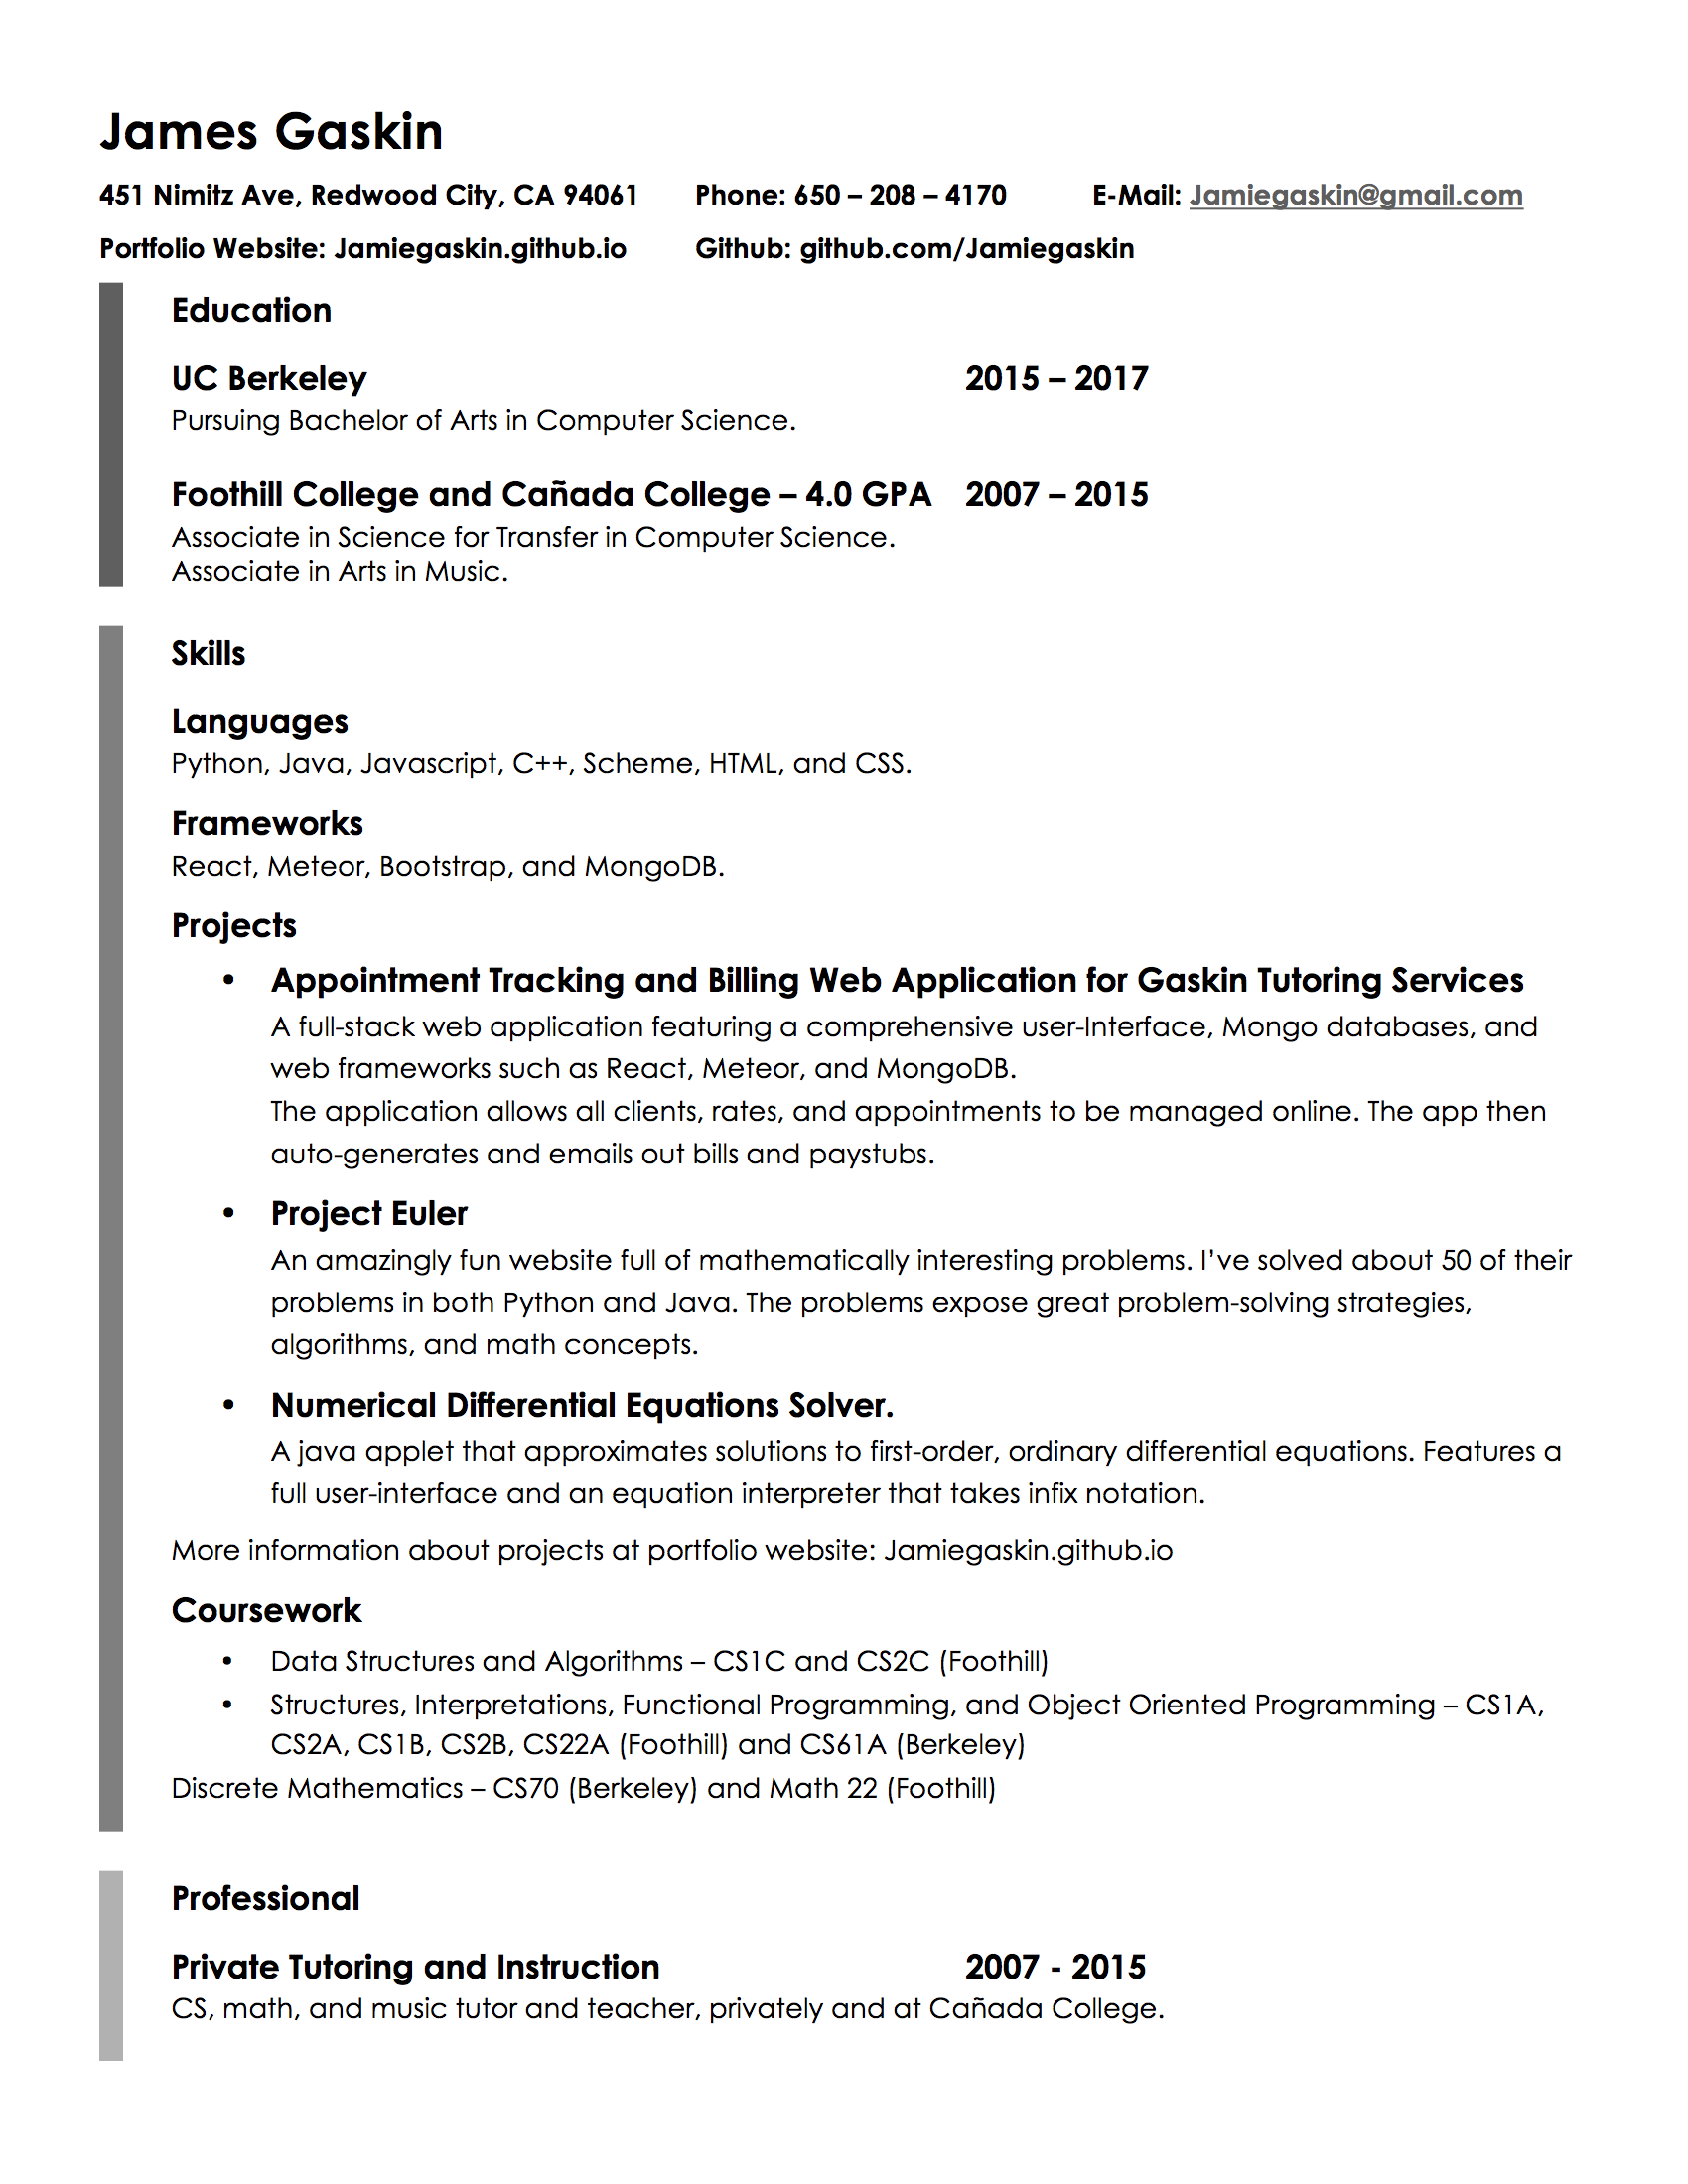 James Gaskin
451 Nimitz Ave, Redwood City, CA 94061 Phone: 650 – 208 – 4170 E-Mail: Jamiegaskin@gmail.com
Portfolio Website: Jamiegaskin.github.io Github: github.com/Jamiegaskin
Education
UC Berkeley 2015 – 2017
Pursuing Bachelor of Arts in Computer Science.
Foothill College and Cañada College – 4.0 GPA 2007 – 2015
Associate in Science for Transfer in Computer Science.
Associate in Arts in Music.
Skills
Languages
Python, Java, Javascript, C++, Scheme, HTML, and CSS.
Frameworks
React, Meteor, Bootstrap, and MongoDB.
Projects
• Appointment Tracking and Billing Web Application for Gaskin Tutoring Services
A full-stack web application featuring a comprehensive user-Interface, Mongo databases, and
web frameworks such as React, Meteor, and MongoDB.
The application allows all clients, rates, and appointments to be managed online. The app then
auto-generates and emails out bills and paystubs.
• Project Euler
An amazingly fun website full of mathematically interesting problems. I’ve solved about 50 of their
problems in both Python and Java. The problems expose great problem-solving strategies,
algorithms, and math concepts.
• Numerical Differential Equations Solver.
A java applet that approximates solutions to first-order, ordinary differential equations. Features a
full user-interface and an equation interpreter that takes infix notation.
More information about projects at portfolio website: Jamiegaskin.github.io
Coursework
• Data Structures and Algorithms – CS1C and CS2C (Foothill)
• Structures, Interpretations, Functional Programming, and Object Oriented Programming – CS1A,
CS2A, CS1B, CS2B, CS22A (Foothill) and CS61A (Berkeley)
Discrete Mathematics – CS70 (Berkeley) and Math 22 (Foothill)
Professional
Private Tutoring and Instruction 2007 - 2015
CS, math, and music tutor and teacher, privately and at Cañada College.